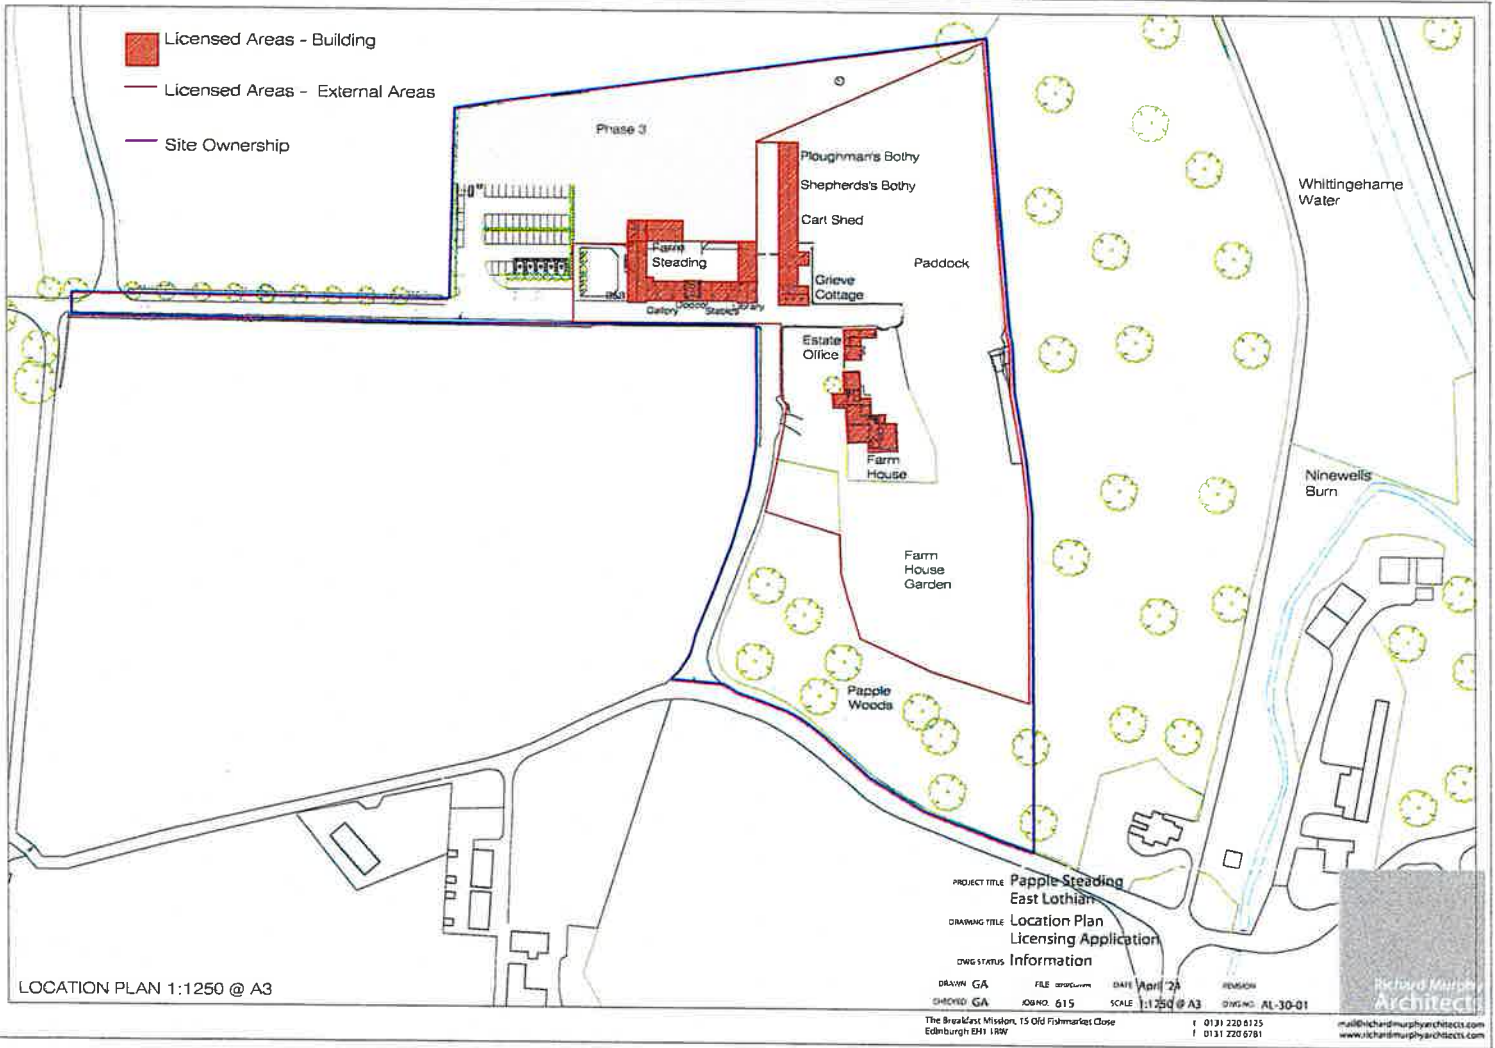 Licensed Areas - Building
Licensed Areas - External Areas
Site Ownership
Phase 3
Ploughman's Bothy
Shepherds's Bothy
Cart Shed
Farm
Steading
Paddock
Grieve
Cottage
Gallery
Stables
Library
Estate
Office
Farm
House
Farm
House
Garden
Papple
Woods
Whittingehame
Water
Ninewells
Burn
LOCATION PLAN 1:1250 @ A3
PROJECT TITLE Papple Steading
East Lothian
DRAWING TITLE Location Plan
Licensing Application
DWG STATUS Information
DRAWN GA FILE DATE April '24 REVISION
CHECKED GA JOB NO. 615 SCALE 1:1250 @ A3 DWG NO. AL-30-01
The Breakfast Mission, 15 Old Fishmarket Close
Edinburgh EH1 1RW
t 0131 220 6125
f 0131 220 6781
Richard Murphy
Architects
mail@richardmurphyarchitects.com
www.richardmurphyarchitects.com